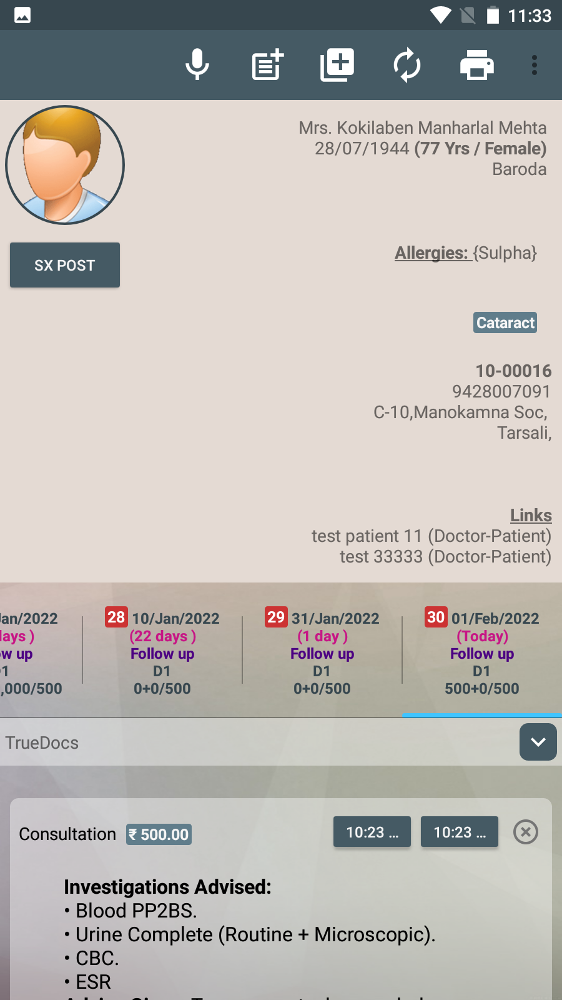 11:33
Mrs. Kokilaben Manharlal Mehta
28/07/1944 (77 Yrs / Female)
Baroda
SX POST
Allergies: {Sulpha}
Cataract
10-00016
9428007091
C-10,Manokamna Soc,
Tarsali,
Links
test patient 11 (Doctor-Patient)
test 33333 (Doctor-Patient)
an/2022 28 10/Jan/2022 29 31/Jan/2022 30 01/Feb/2022
ays ) (22 days ) (1 day ) (Today)
w up Follow up Follow up Follow up
1 D1 D1 D1
,000/500 0+0/500 0+0/500 500+0/500
TrueDocs
Consultation ₹ 500.00 10:23 ... 10:23 ...
Investigations Advised:
• Blood PP2BS.
• Urine Complete (Routine + Microscopic).
• CBC.
• ESR